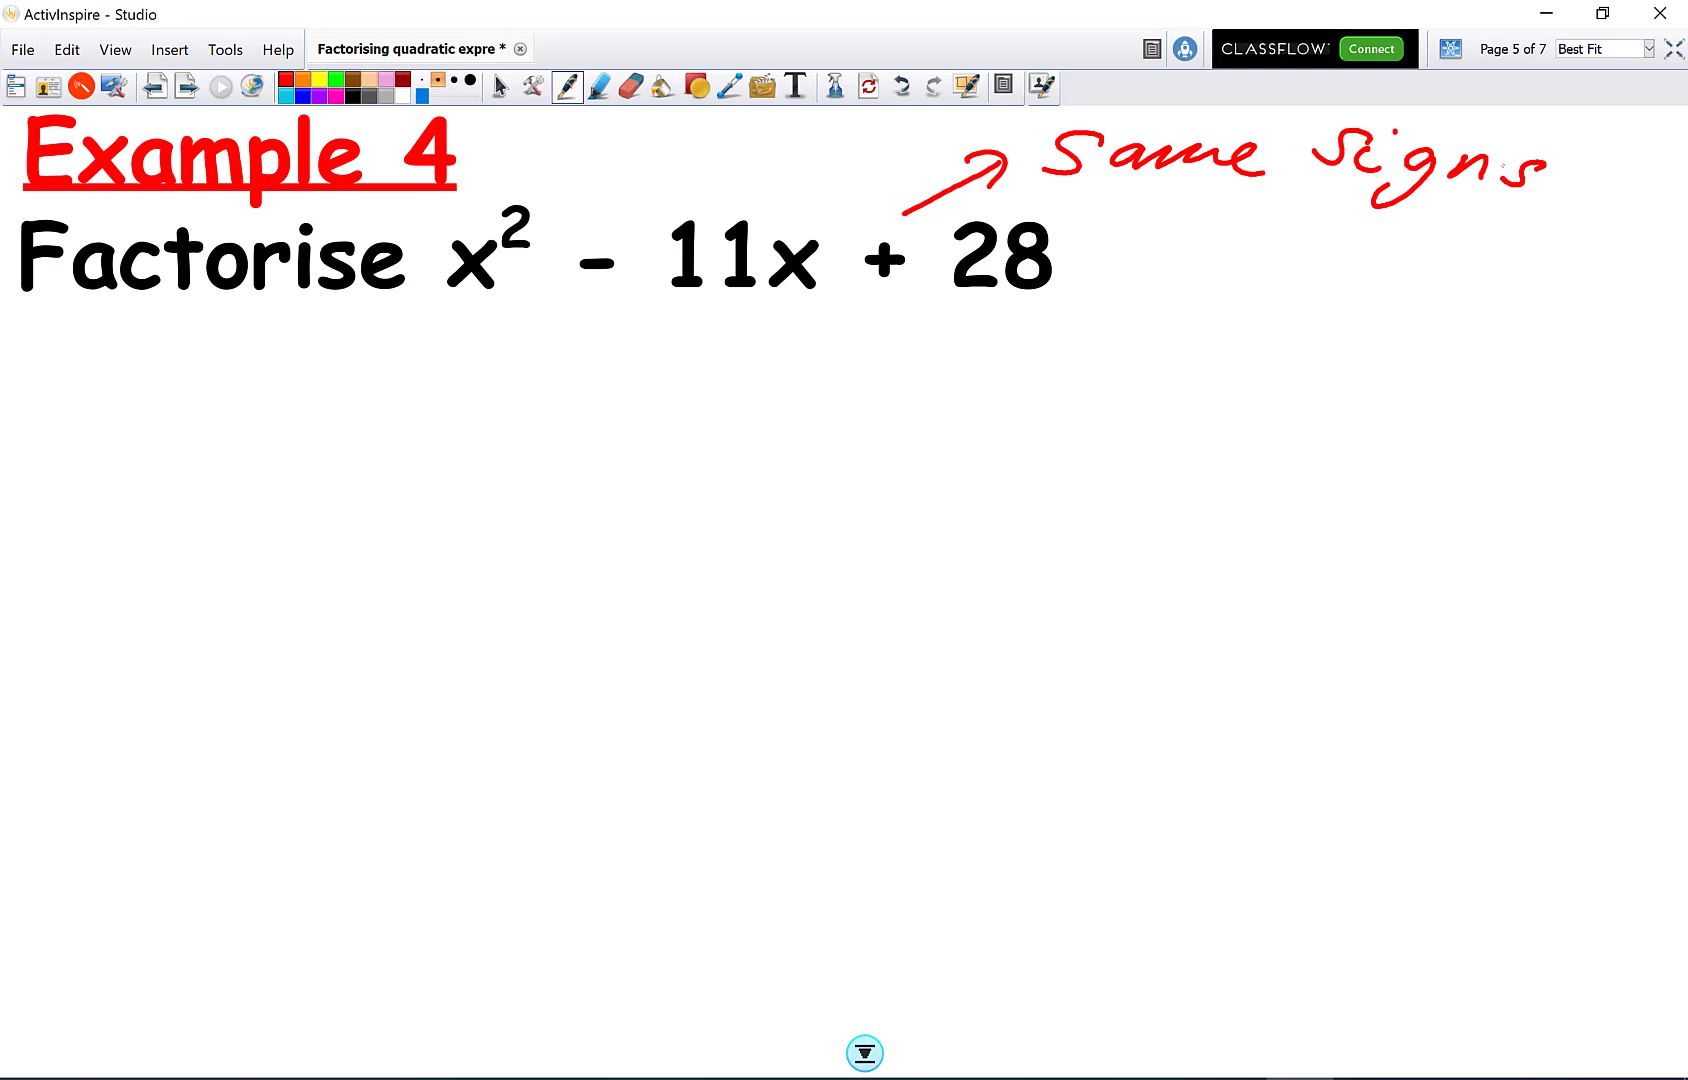 ActivInspire - Studio
File Edit View Insert Tools Help Factorising quadratic expre * CLASSFLOW Connect Page 5 of 7 Best Fit
T
Example 4 same signs
Factorise x² - 11x + 28